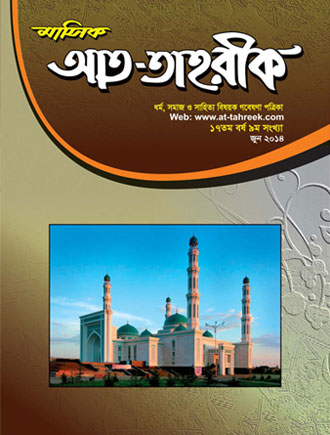 মাসিক
আত-তাহরীক
ধর্ম, সমাজ ও সাহিত্য বিষয়ক গবেষণা পত্রিকা
Web: www.at-tahreek.com
১৭তম বর্ষ ৯ম সংখ্যা
জুন ২০১৪